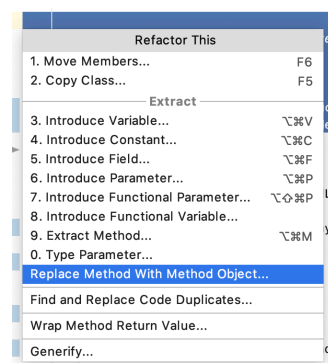 Refactor This
1. Move Members... F6
2. Copy Class... F5
Extract
3. Introduce Variable... ⌥⌘V
4. Introduce Constant... ⌥⌘C
5. Introduce Field... ⌥⌘F
6. Introduce Parameter... ⌥⌘P
7. Introduce Functional Parameter... ⌥⇧⌘P
8. Introduce Functional Variable...
9. Extract Method... ⌥⌘M
0. Type Parameter...
Replace Method With Method Object...
Find and Replace Code Duplicates...
Wrap Method Return Value...
Generify...